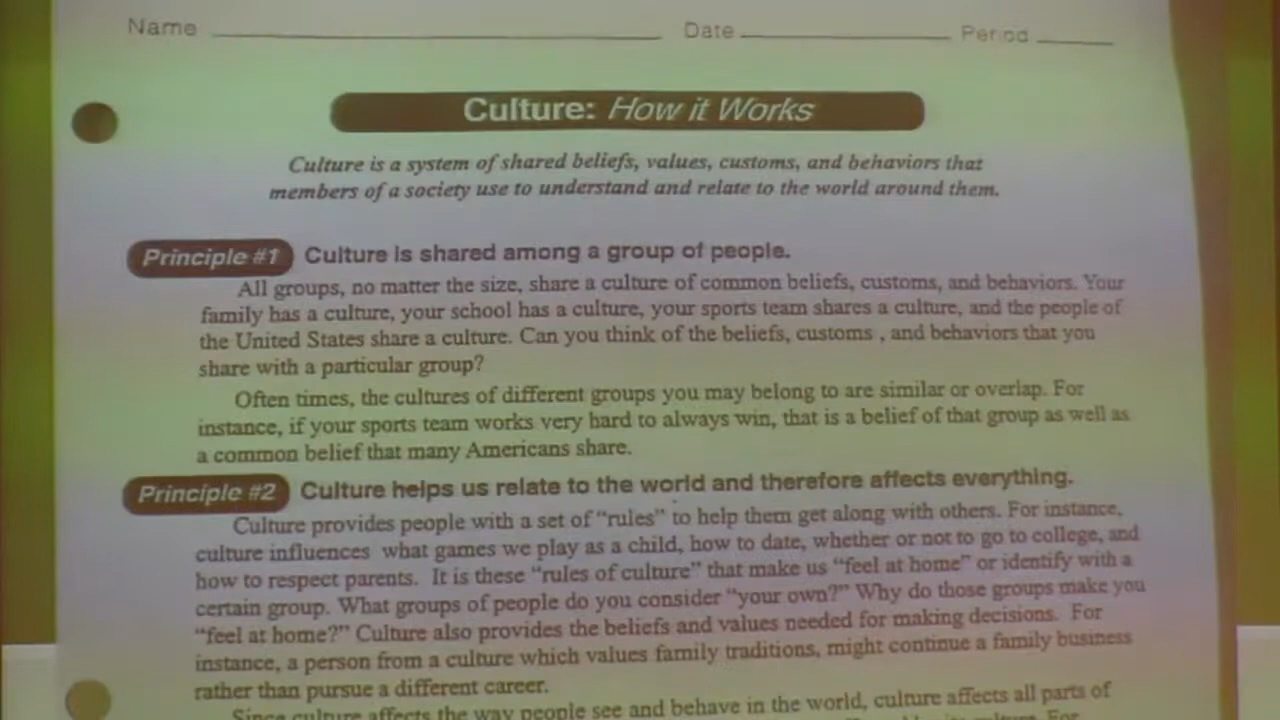 Name Date Period
Culture: How it Works
Culture is a system of shared beliefs, values, customs, and behaviors that
members of a society use to understand and relate to the world around them.
Principle #1 Culture is shared among a group of people.
All groups, no matter the size, share a culture of common beliefs, customs, and behaviors. Your
family has a culture, your school has a culture, your sports team shares a culture, and the people of
the United States share a culture. Can you think of the beliefs, customs , and behaviors that you
share with a particular group?
Often times, the cultures of different groups you may belong to are similar or overlap. For
instance, if your sports team works very hard to always win, that is a belief of that group as well as
a common belief that many Americans share.
Principle #2 Culture helps us relate to the world and therefore affects everything.
Culture provides people with a set of “rules” to help them get along with others. For instance,
culture influences what games we play as a child, how to date, whether or not to go to college, and
how to respect parents. It is these “rules of culture” that make us “feel at home” or identify with a
certain group. What groups of people do you consider “your own?” Why do those groups make you
“feel at home?” Culture also provides the beliefs and values needed for making decisions. For
instance, a person from a culture which values family traditions, might continue a family business
rather than pursue a different career.
Since culture affects the way people see and behave in the world, culture affects all parts of
culture. For